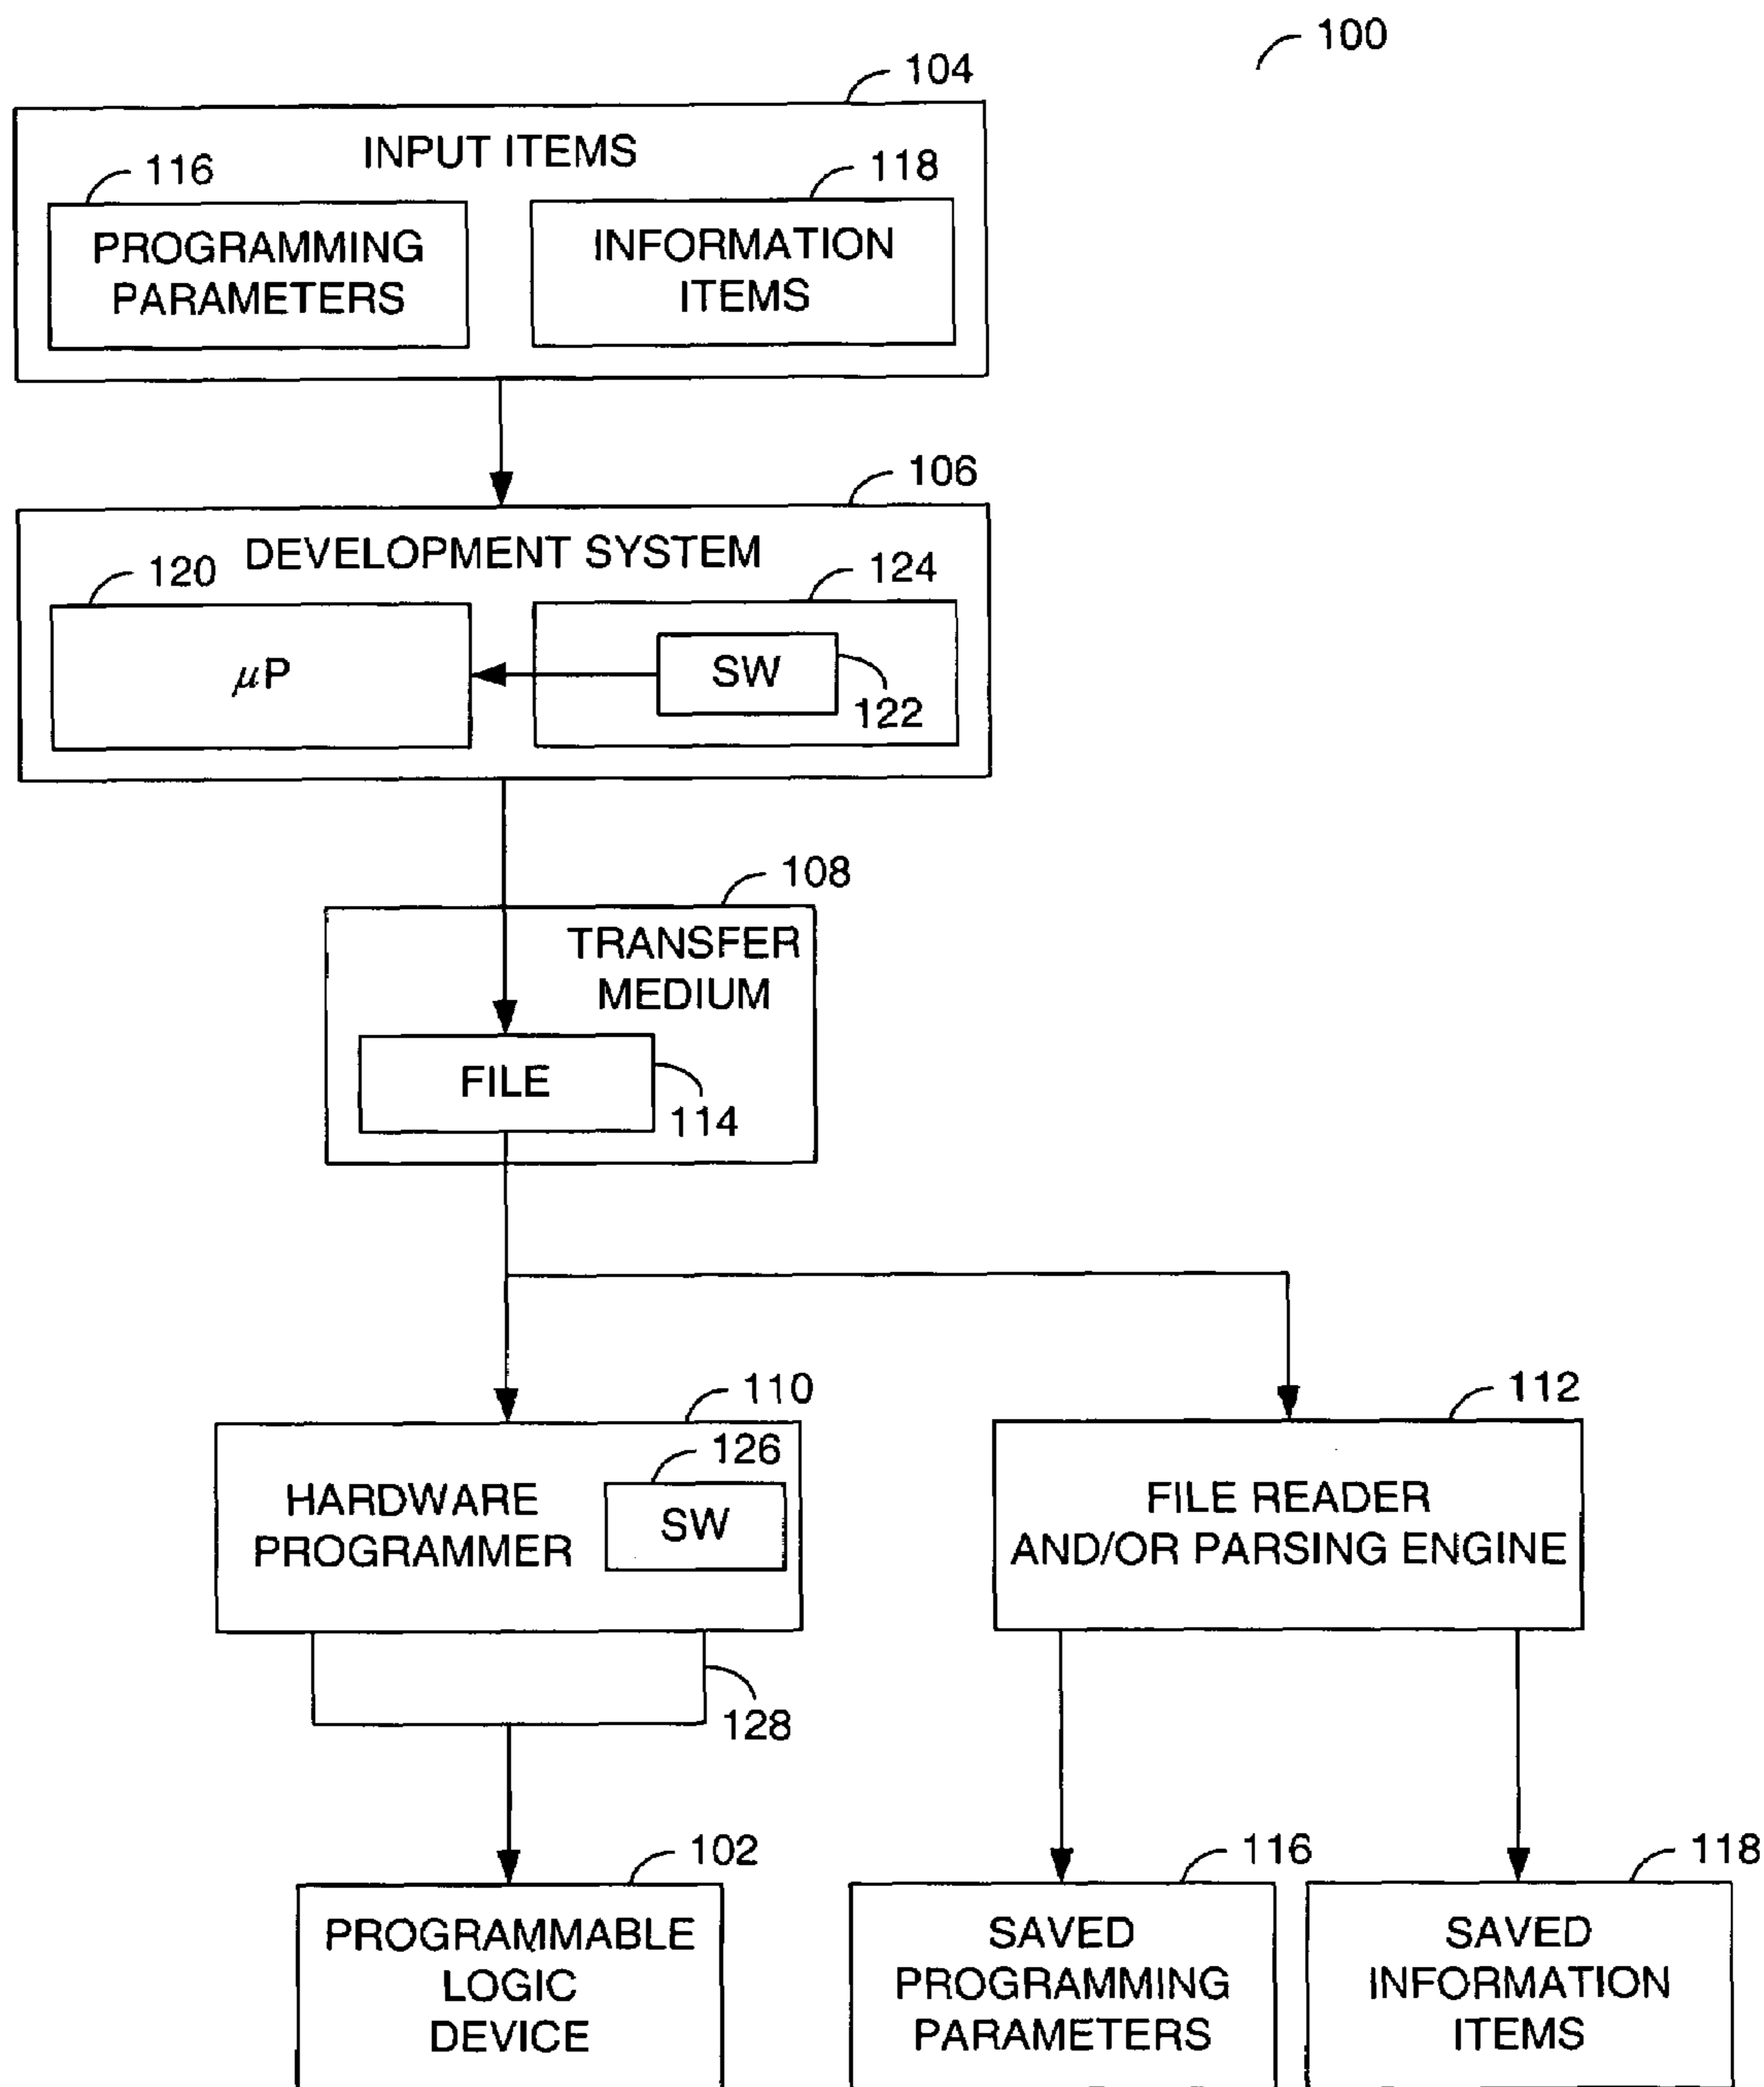 100
104
INPUT ITEMS
116
118
PROGRAMMING
PARAMETERS
INFORMATION
ITEMS
106
DEVELOPMENT SYSTEM
120
124
μP
SW
122
108
TRANSFER
MEDIUM
FILE
114
110
112
126
HARDWARE
PROGRAMMER
SW
FILE READER
AND/OR PARSING ENGINE
128
102
116
118
PROGRAMMABLE
LOGIC
DEVICE
SAVED
PROGRAMMING
PARAMETERS
SAVED
INFORMATION
ITEMS